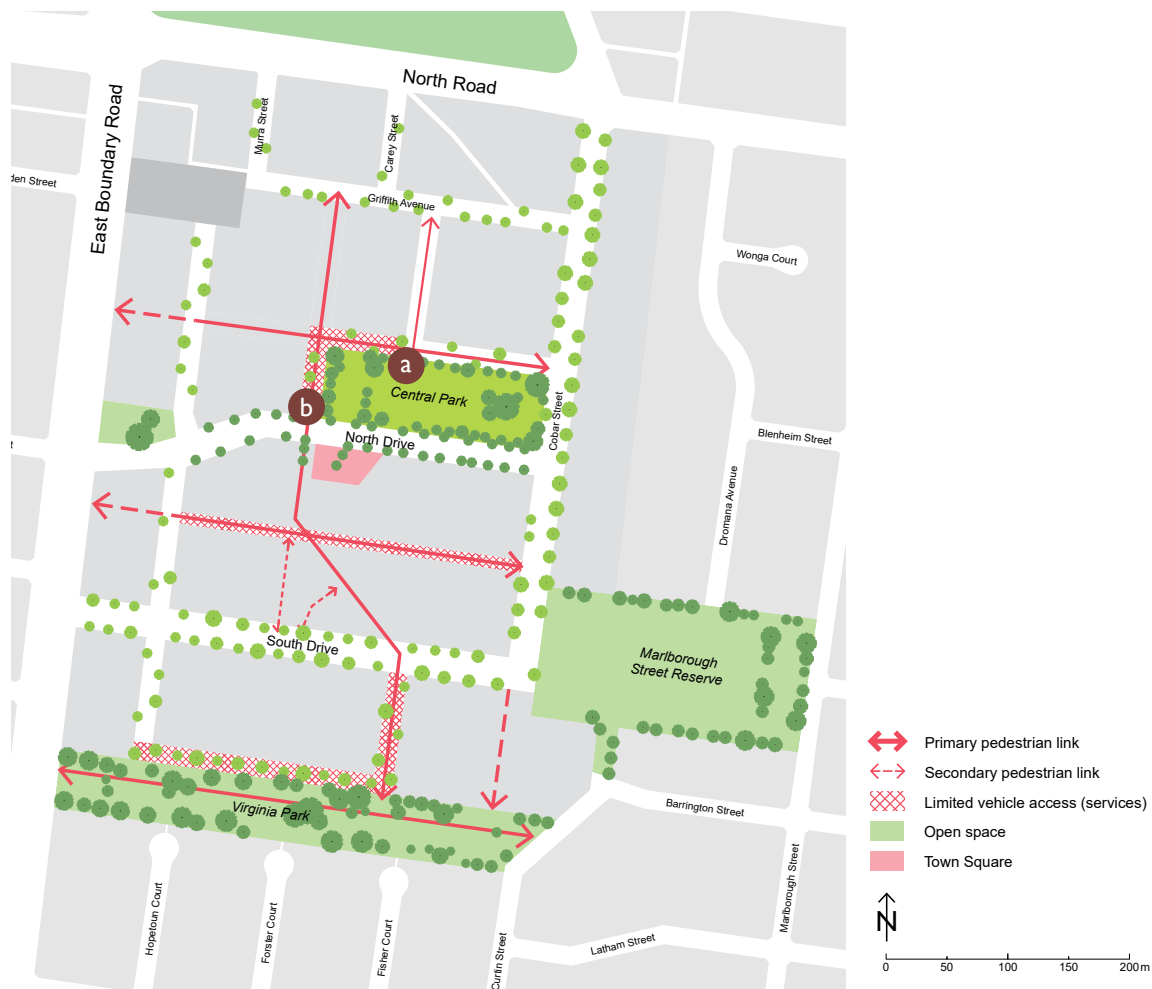 North Road
East Boundary Road
Murra Street
Carey Street
den Street
Griffith Avenue
Wonga Court
a
Central Park
b
Cobar Street
North Drive
Blenheim Street
t
Dromana Avenue
South Drive
Marlborough
Street Reserve
Virginia Park
Barrington Street
Marlborough Street
Hopetoun Court
Forster Court
Fisher Court
Curtin Street
Latham Street
Primary pedestrian link
Secondary pedestrian link
Limited vehicle access (services)
Open space
Town Square
N
0 50 100 150 200m